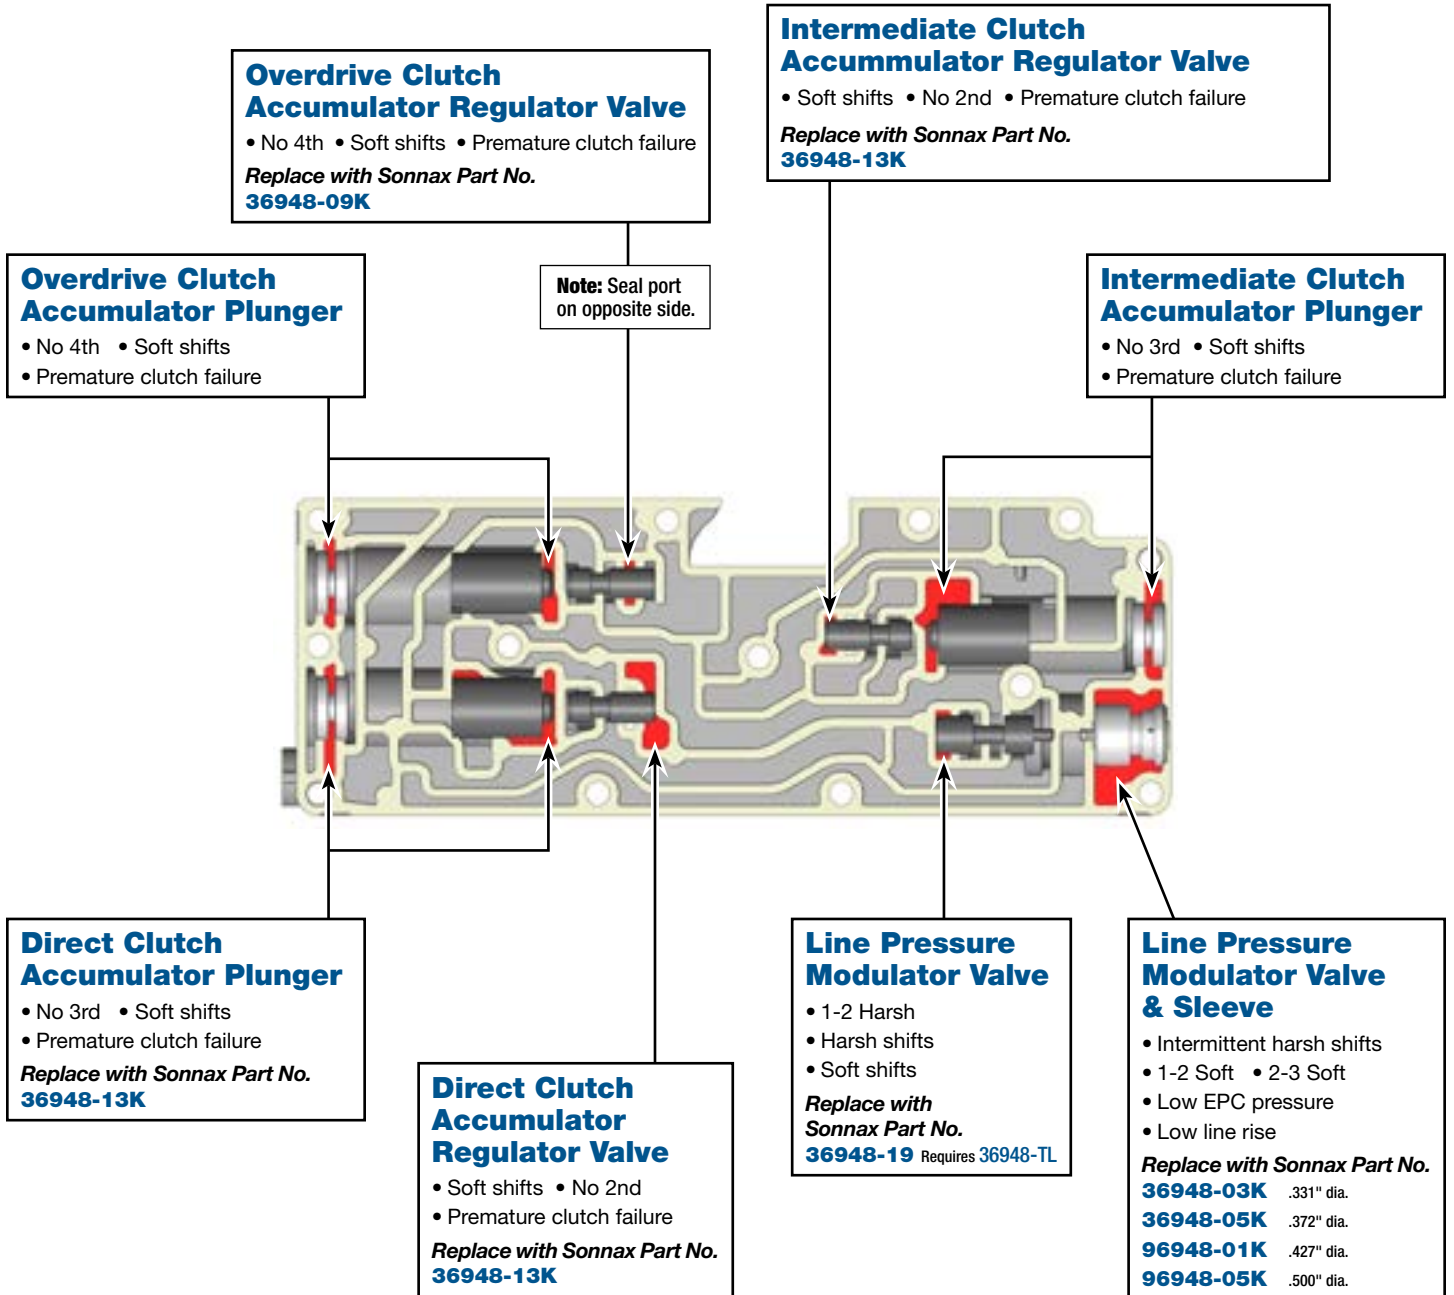 Overdrive Clutch
Accumulator Regulator Valve
• No 4th • Soft shifts • Premature clutch failure
Replace with Sonnax Part No.
36948-09K
Intermediate Clutch
Accummulator Regulator Valve
• Soft shifts • No 2nd • Premature clutch failure
Replace with Sonnax Part No.
36948-13K
Overdrive Clutch
Accumulator Plunger
• No 4th • Soft shifts
• Premature clutch failure
Note: Seal port
on opposite side.
Intermediate Clutch
Accumulator Plunger
• No 3rd • Soft shifts
• Premature clutch failure
Direct Clutch
Accumulator Plunger
• No 3rd • Soft shifts
• Premature clutch failure
Replace with Sonnax Part No.
36948-13K
Direct Clutch
Accumulator
Regulator Valve
• Soft shifts • No 2nd
• Premature clutch failure
Replace with Sonnax Part No.
36948-13K
Line Pressure
Modulator Valve
• 1-2 Harsh
• Harsh shifts
• Soft shifts
Replace with
Sonnax Part No.
36948-19 Requires 36948-TL
Line Pressure
Modulator Valve
& Sleeve
• Intermittent harsh shifts
• 1-2 Soft • 2-3 Soft
• Low EPC pressure
• Low line rise
Replace with Sonnax Part No.
36948-03K .331" dia.
36948-05K .372" dia.
96948-01K .427" dia.
96948-05K .500" dia.